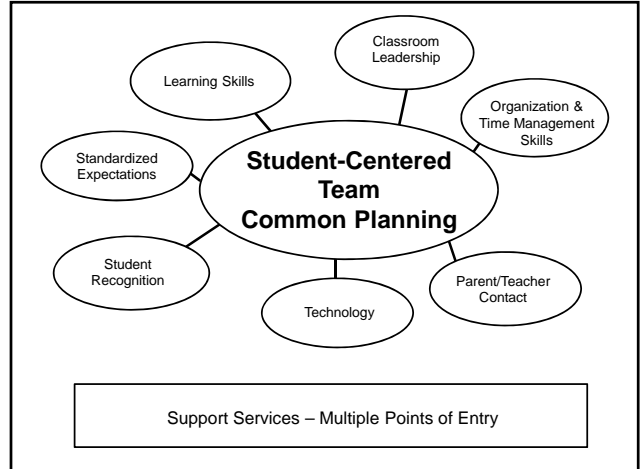 Classroom
Leadership
Learning Skills
Organization &
Time Management
Skills
Student-Centered
Team
Common Planning
Standardized
Expectations
Student
Recognition
Technology
Parent/Teacher
Contact
Support Services – Multiple Points of Entry